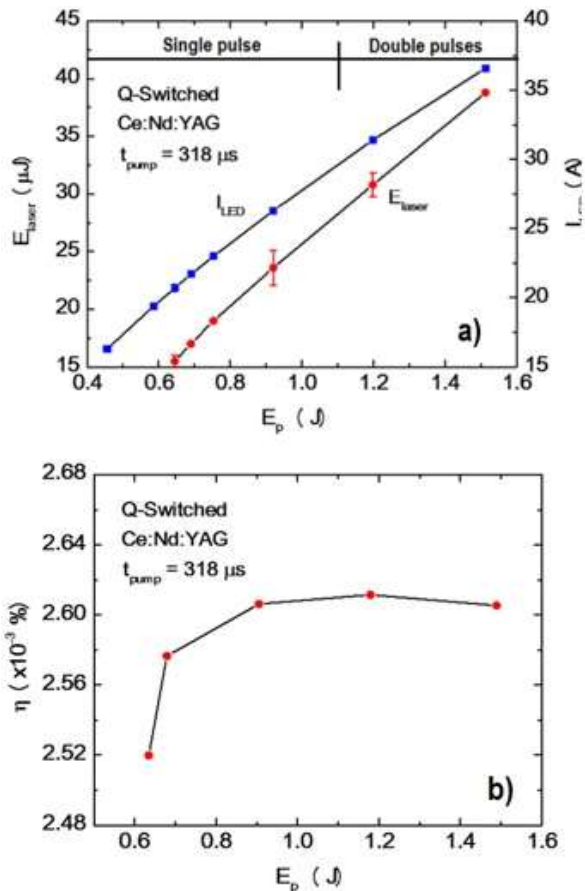 Single pulse Double pulses
Q-Switched
Ce:Nd:YAG
t_pump = 318 μs
I_LED
E_laser
a)
E_laser (μJ)
45
40
35
30
25
20
15
40
35
30
25
20
15
(A)
0.4 0.6 0.8 1.0 1.2 1.4 1.6
E_p (J)
Q-Switched
Ce:Nd:YAG
t_pump = 318 μs
b)
η (x10⁻³ %)
2.68
2.64
2.60
2.56
2.52
2.48
0.4 0.6 0.8 1.0 1.2 1.4 1.6
E_p (J)